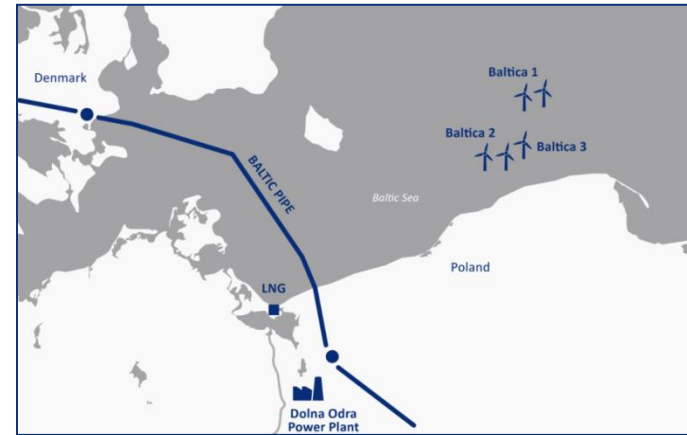 Denmark
Baltica 1
Baltica 2
Baltica 3
BALTIC PIPE
Baltic Sea
Poland
LNG
Dolna Odra
Power Plant